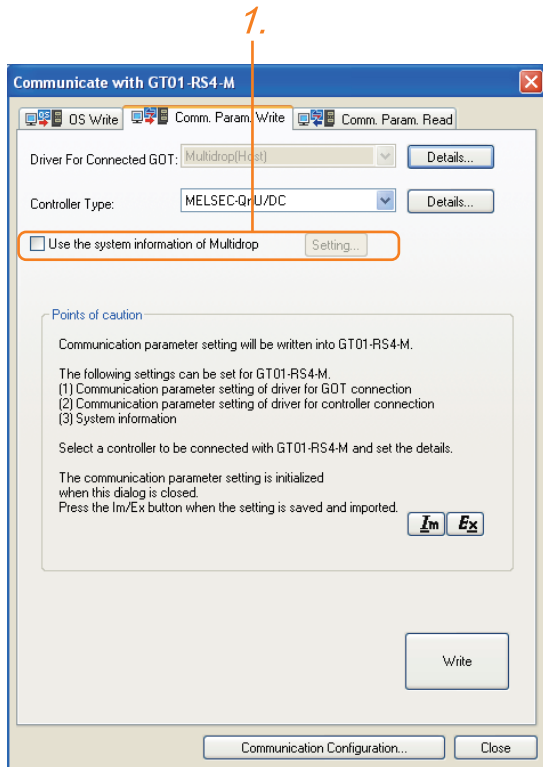 1.
Communicate with GT01-RS4-M
OS Write Comm. Param. Write Comm. Param. Read
Driver For Connected GOT: Multidrop(Host) Details...
Controller Type: MELSEC-QnU/DC Details...
Use the system information of Multidrop Setting...
Points of caution
Communication parameter setting will be written into GT01-RS4-M.
The following settings can be set for GT01-RS4-M.
(1) Communication parameter setting of driver for GOT connection
(2) Communication parameter setting of driver for controller connection
(3) System information
Select a controller to be connected with GT01-RS4-M and set the details.
The communication parameter setting is initialized
when this dialog is closed.
Press the Im/Ex button when the setting is saved and imported.
Im Ex
Write
Communication Configuration... Close